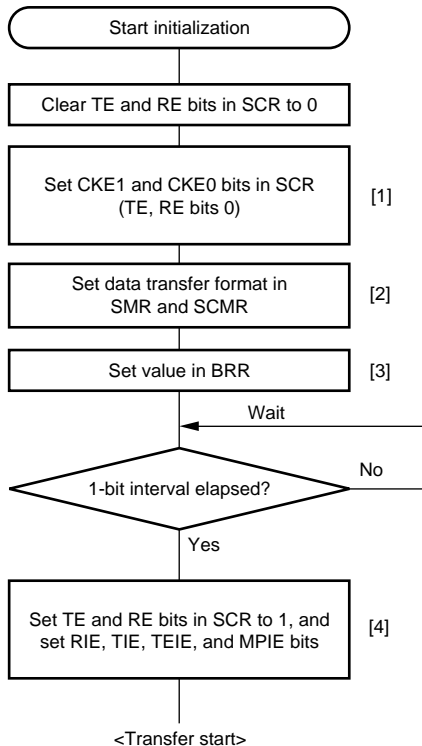 Start initialization
Clear TE and RE bits in SCR to 0
Set CKE1 and CKE0 bits in SCR
(TE, RE bits 0)
[1]
Set data transfer format in
SMR and SCMR
[2]
Set value in BRR
[3]
Wait
1-bit interval elapsed?
No
Yes
Set TE and RE bits in SCR to 1, and
set RIE, TIE, TEIE, and MPIE bits
[4]
<Transfer start>